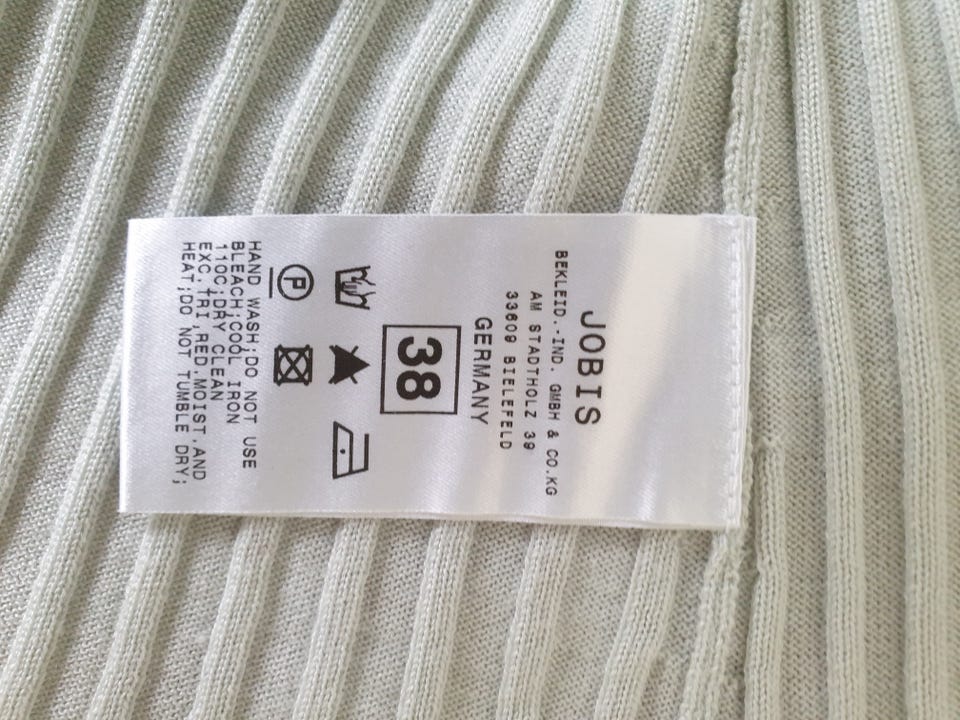 JOBIS
BEKLEID.-IND. GMBH & CO.KG
AM STADTHOLZ 39
33609 BIELEFELD
GERMANY
38
P
HAND WASH;DO NOT USE
BLEACH;COOL IRON
110C;DRY CLEAN
EXC.TRI,RED.MOIST.AND
HEAT;DO NOT TUMBLE DRY;